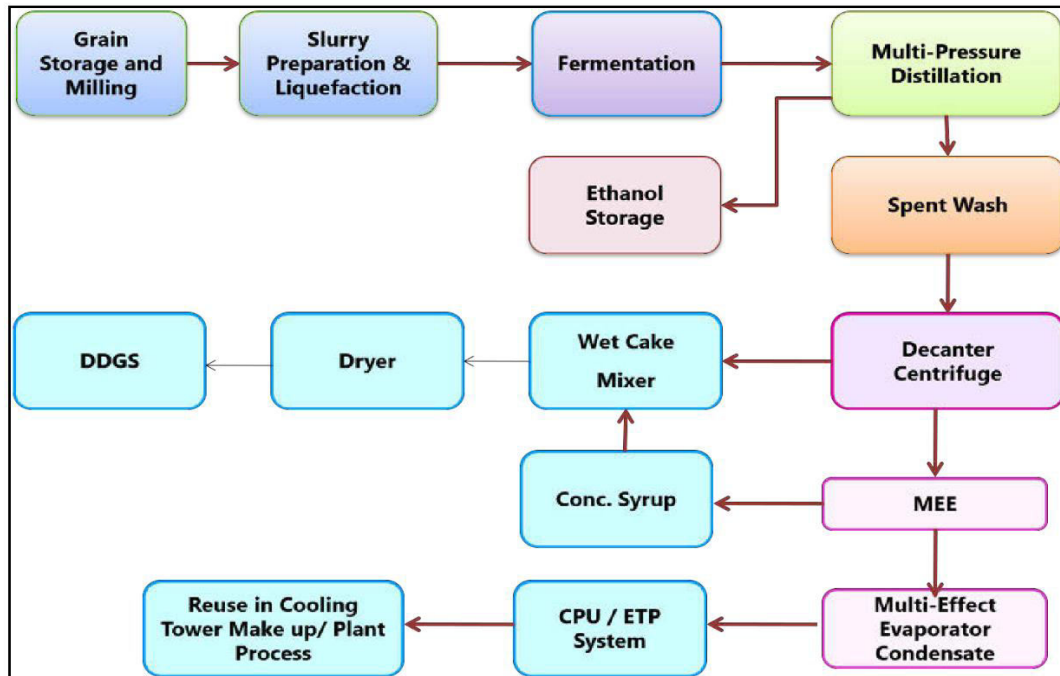 Grain
Storage and
Milling
Slurry
Preparation &
Liquefaction
Fermentation
Multi-Pressure
Distillation
Ethanol
Storage
Spent Wash
DDGS
Dryer
Wet Cake
Mixer
Decanter
Centrifuge
Conc. Syrup
MEE
Reuse in Cooling
Tower Make up/ Plant
Process
CPU / ETP
System
Multi-Effect
Evaporator
Condensate